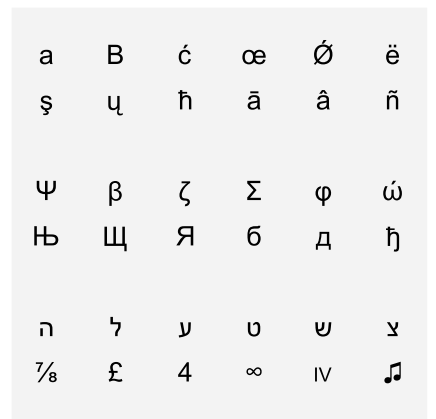 a B ć œ Ǿ ë
ş ų ħ ā â ñ
Ψ β ζ Σ φ ώ
Њ Щ Я б д ђ
ה ל ע ט ש צ
⅞ £ 4 ∞ Ⅳ ♫